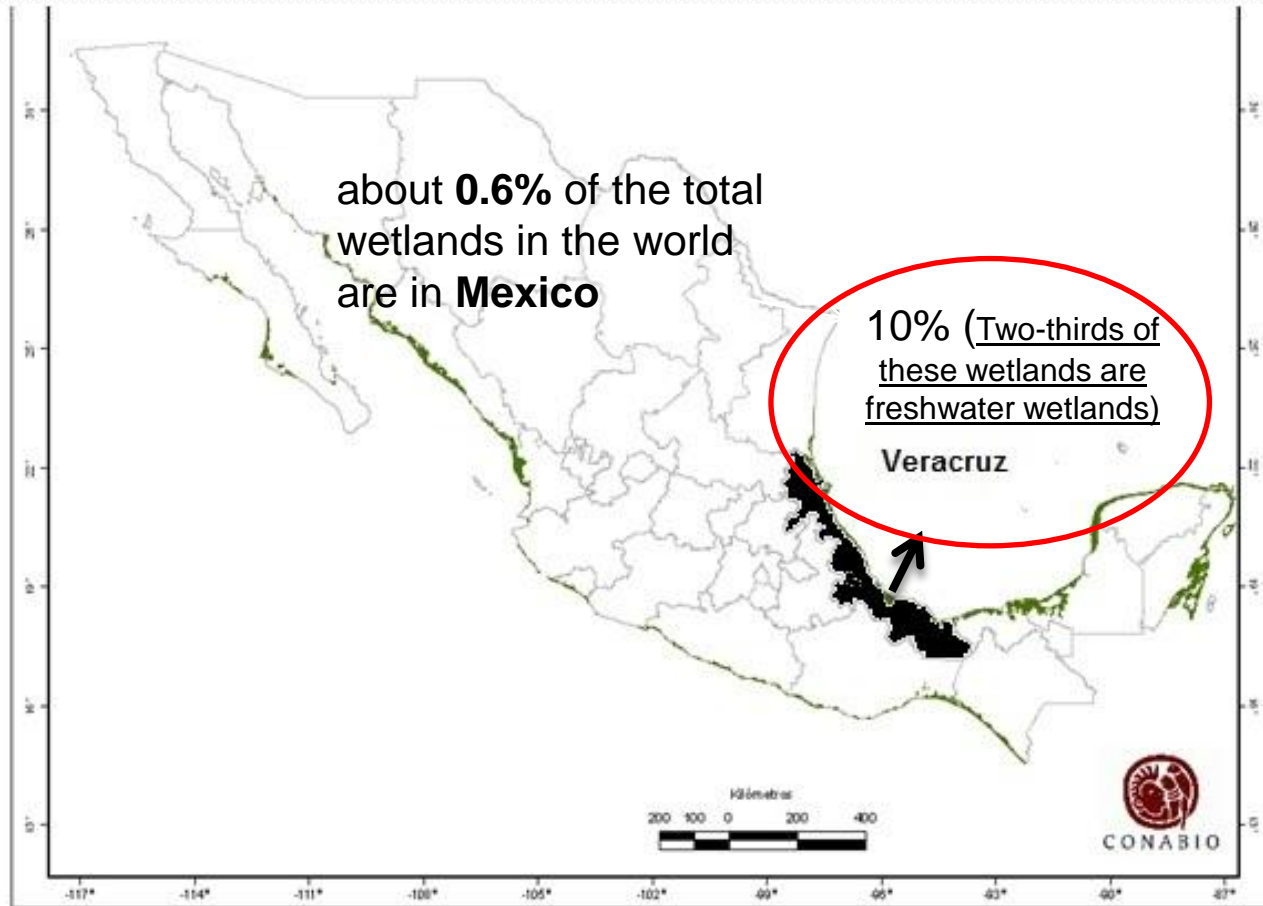 about 0.6% of the total
wetlands in the world
are in Mexico
10% (Two-thirds of
these wetlands are
freshwater wetlands)
Veracruz
Kilómetros
200 100 0 200 400
CONABIO
-117° -111° -108° -105° -102° -99° -96° -93° -90° -87°